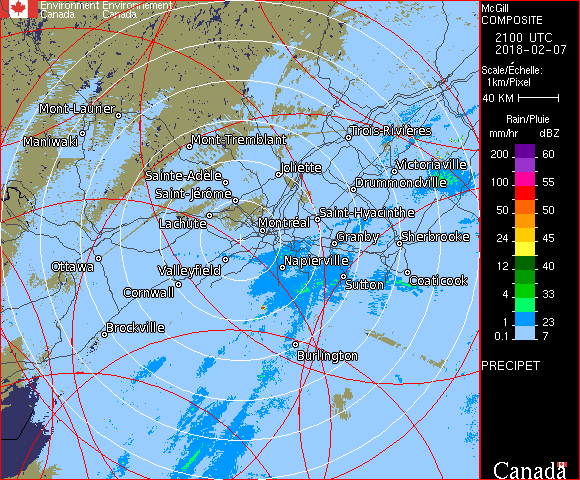 Environment Environnement
Canada Canada
McGill
COMPOSITE
2100 UTC
2018-02-07
Scale/Échelle:
1km/Pixel
40 KM
Rain/Pluie
mm/hr dBZ
200 60
100 55
50 50
24 45
12 40
4 33
1 23
0.1 7
PRECIPET
Canada
Mont-Laurier
Maniwaki
Mont-Tremblant
Trois-Rivières
Sainte-Adèle
Joliette
Victoriaville
Saint-Jérôme
Drummondville
Lachute
Montréal
Saint-Hyacinthe
Granby
Sherbrooke
Ottawa
Valleyfield
Napierville
Cornwall
Sutton
Coaticook
Brockville
Burlington